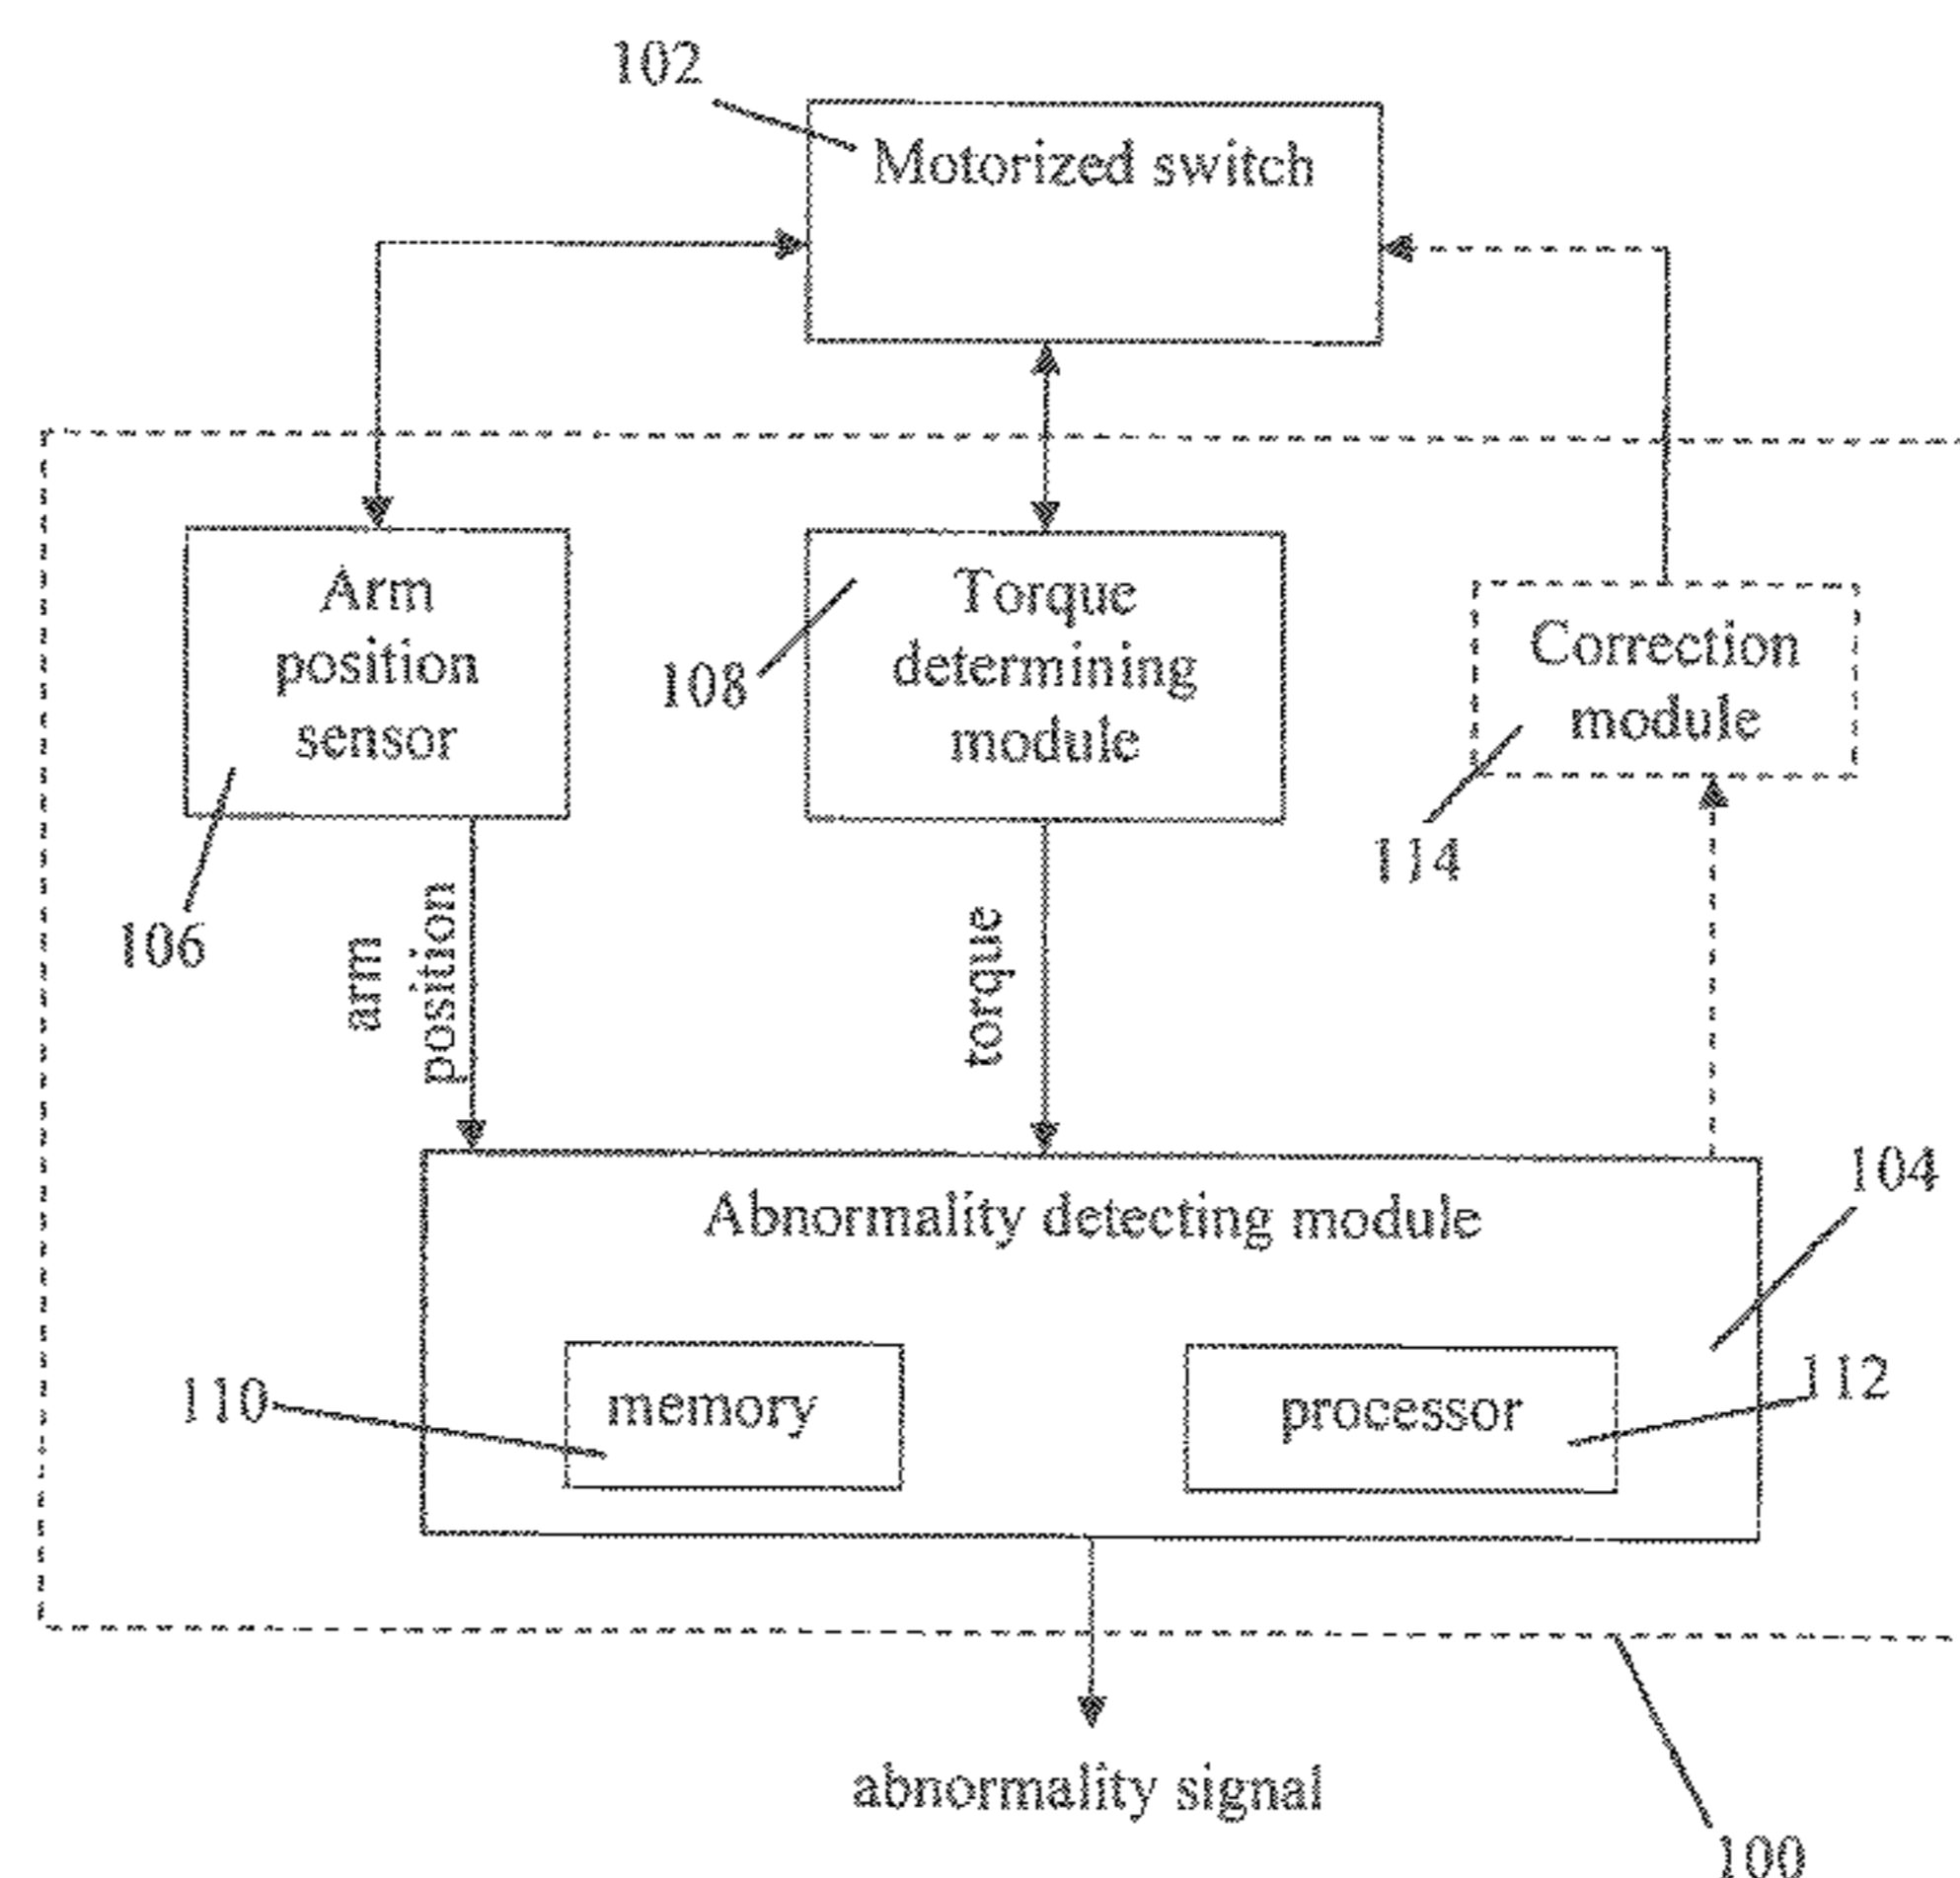 102
Motorized switch
Arm
position
sensor
106
108
Torque
determining
module
Correction
module
114
arm
position
torque
104
Abnormality detecting module
110
memory
processor
112
abnormality signal
100